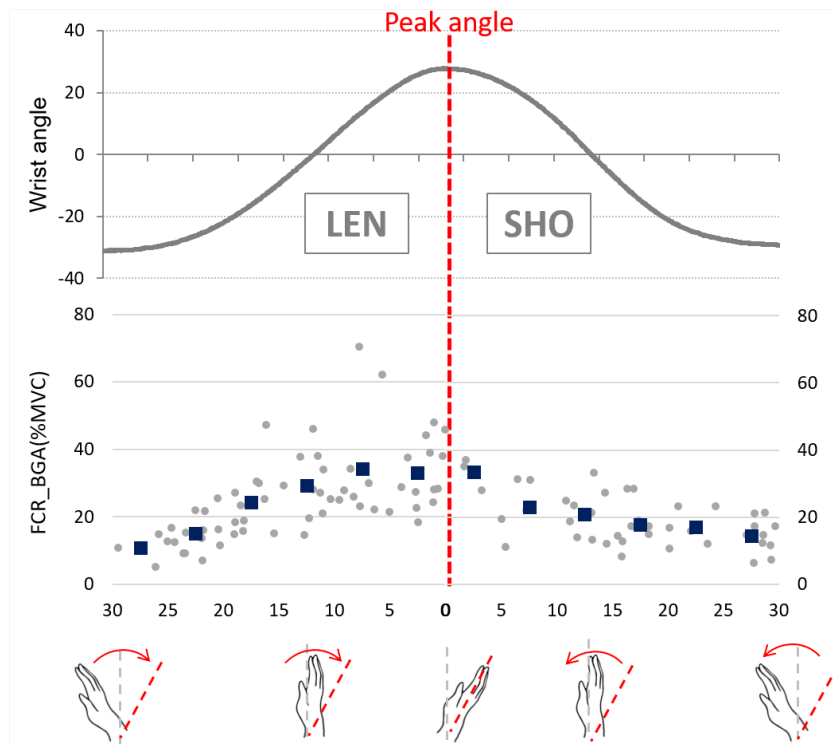 Peak angle
40
20
0
-20
-40
Wrist angle
LEN
SHO
80 80
60 60
40 40
20 20
0 0
FCR_BGA(%MVC)
30 25 20 15 10 5 0 5 10 15 20 25 30